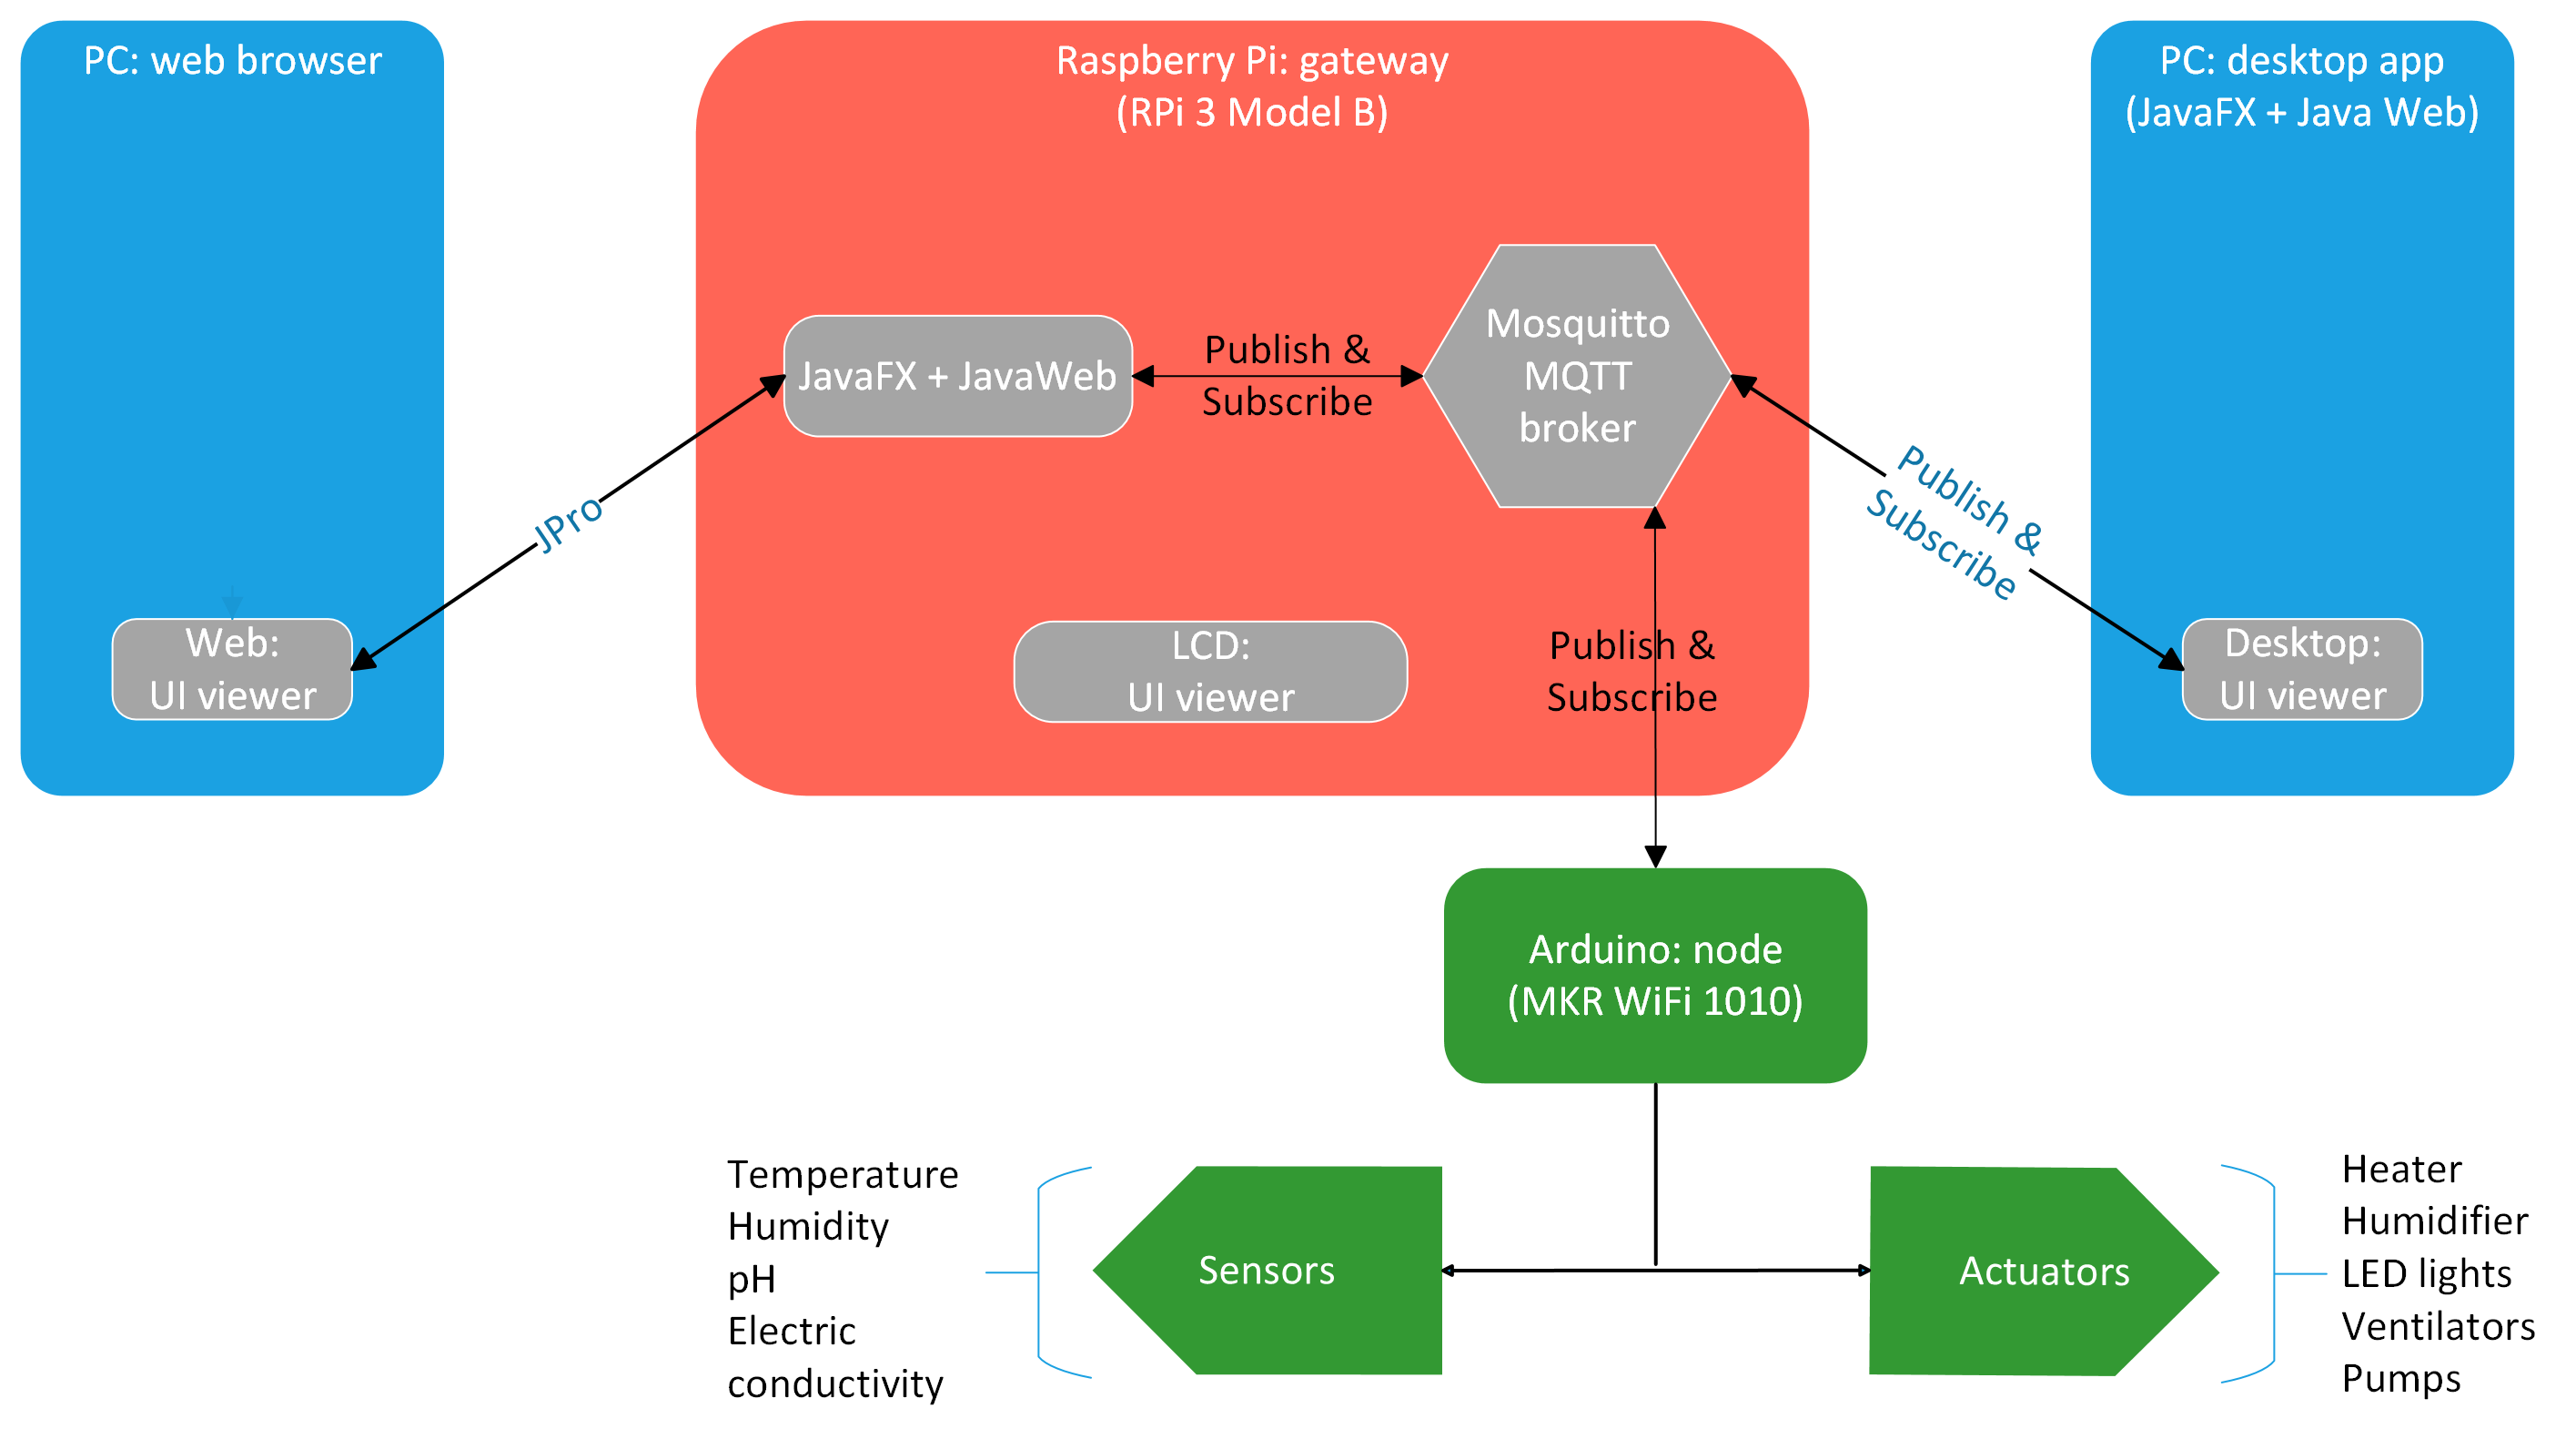 PC: web browser
Raspberry Pi: gateway
(RPi 3 Model B)
PC: desktop app
(JavaFX + Java Web)
JavaFX + JavaWeb
Publish &
Subscribe
Mosquitto
MQTT
broker
JPro
Publish &
Subscribe
Web:
UI viewer
LCD:
UI viewer
Publish &
Subscribe
Desktop:
UI viewer
Arduino: node
(MKR WiFi 1010)
Temperature
Humidity
pH
Electric
conductivity
Sensors
Actuators
Heater
Humidifier
LED lights
Ventilators
Pumps